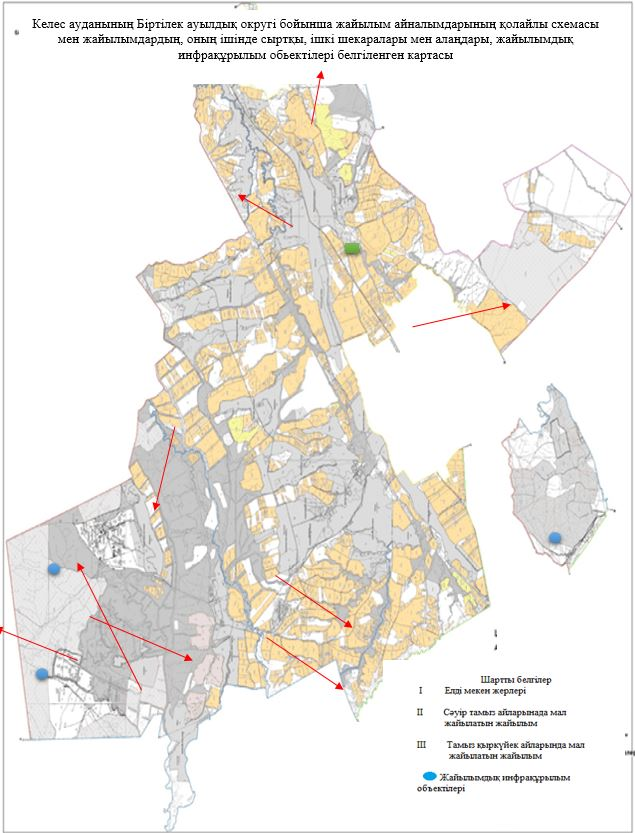 Келес ауданының Біртілек ауылдық округі бойынша жайылым айналымдарының қолайлы схемасы
мен жайылымдардың, оның ішінде сыртқы, ішкі шекаралары мен алаңдары, жайылымдық
инфрақұрылым объектілері белгіленген картасы
Шартты белгілер
I Елді мекен жерлері
II Сәуір тамыз айларынада мал
жайылатын жайылым
III Тамыз қыркүйек айларында мал
жайылатын жайылым
Жайылымдық инфрақұрылым
объектілері